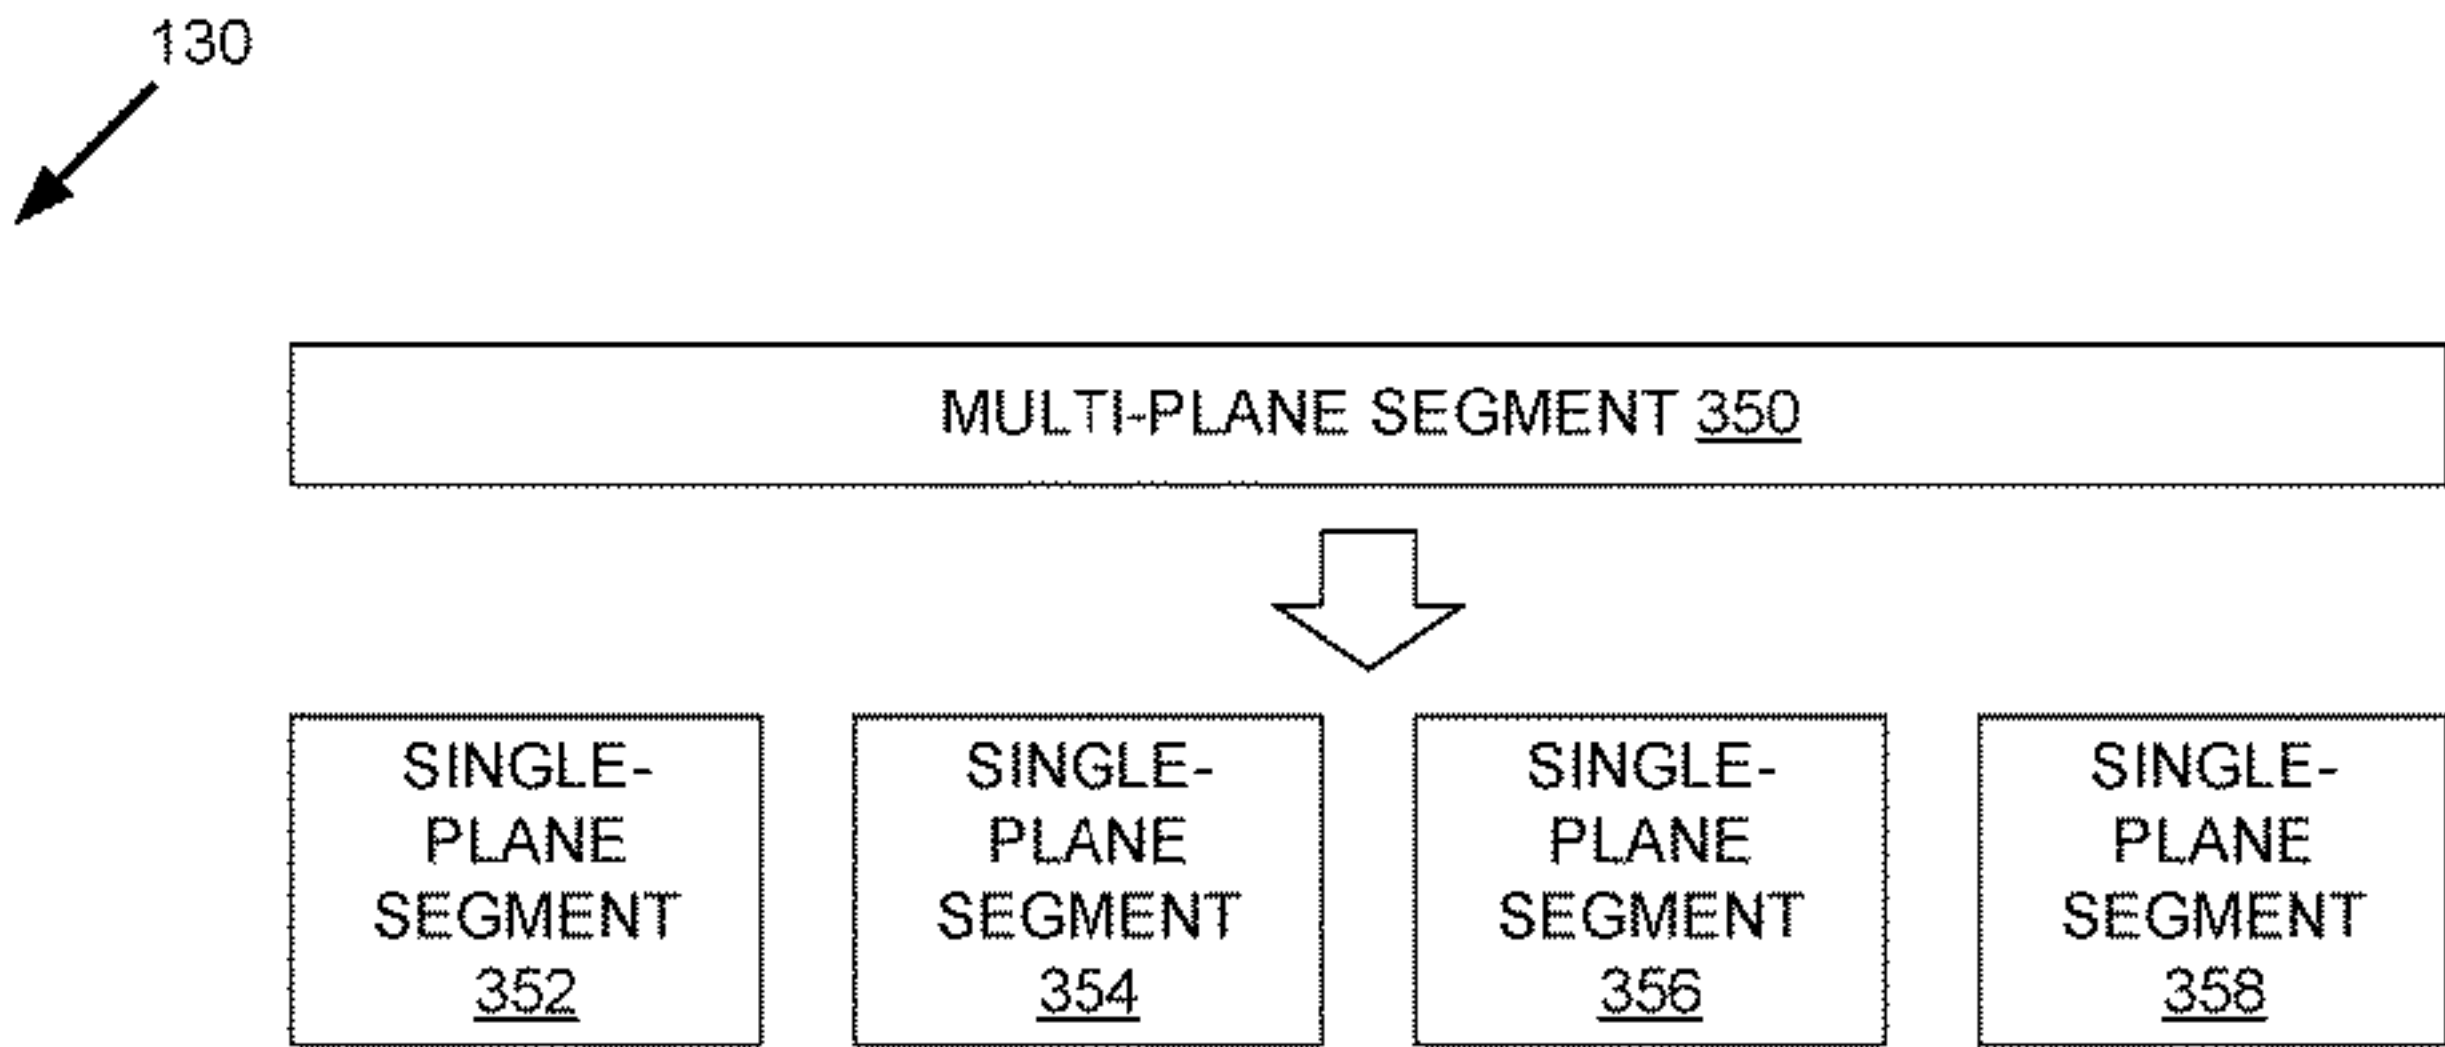 130
MULTI-PLANE SEGMENT 350
SINGLE-
PLANE
SEGMENT
352
SINGLE-
PLANE
SEGMENT
354
SINGLE-
PLANE
SEGMENT
356
SINGLE-
PLANE
SEGMENT
358